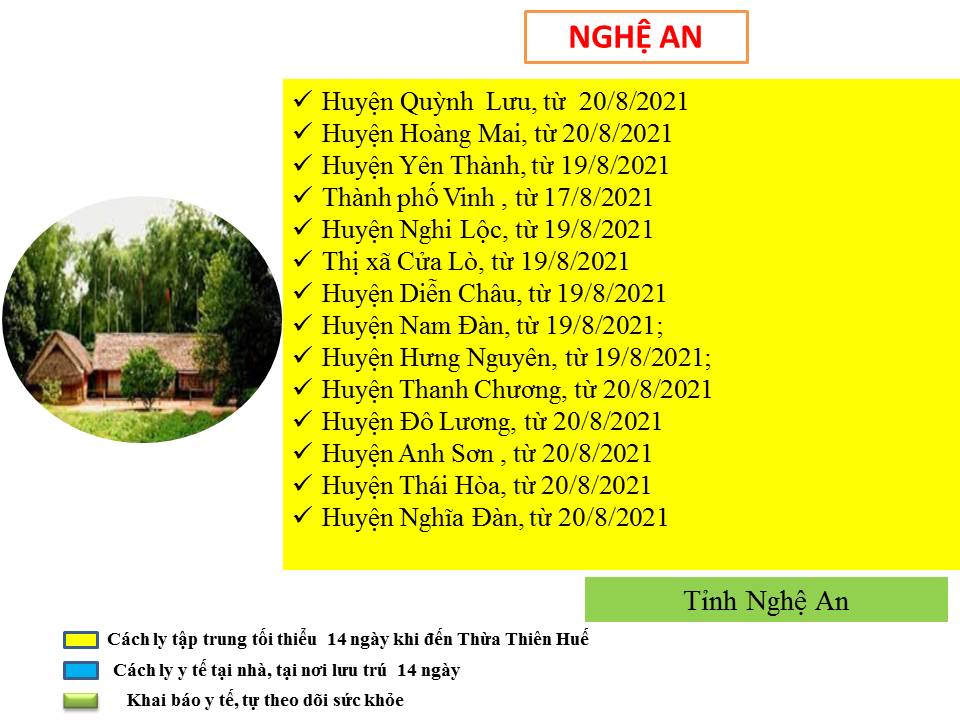 NGHỆ AN
✓ Huyện Quỳnh Lưu, từ 20/8/2021
✓ Huyện Hoàng Mai, từ 20/8/2021
✓ Huyện Yên Thành, từ 19/8/2021
✓ Thành phố Vinh , từ 17/8/2021
✓ Huyện Nghi Lộc, từ 19/8/2021
✓ Thị xã Cửa Lò, từ 19/8/2021
✓ Huyện Diễn Châu, từ 19/8/2021
✓ Huyện Nam Đàn, từ 19/8/2021;
✓ Huyện Hưng Nguyên, từ 19/8/2021;
✓ Huyện Thanh Chương, từ 20/8/2021
✓ Huyện Đô Lương, từ 20/8/2021
✓ Huyện Anh Sơn , từ 20/8/2021
✓ Huyện Thái Hòa, từ 20/8/2021
✓ Huyện Nghĩa Đàn, từ 20/8/2021
Tỉnh Nghệ An
Cách ly tập trung tối thiểu 14 ngày khi đến Thừa Thiên Huế
Cách ly y tế tại nhà, tại nơi lưu trú 14 ngày
Khai báo y tế, tự theo dõi sức khỏe